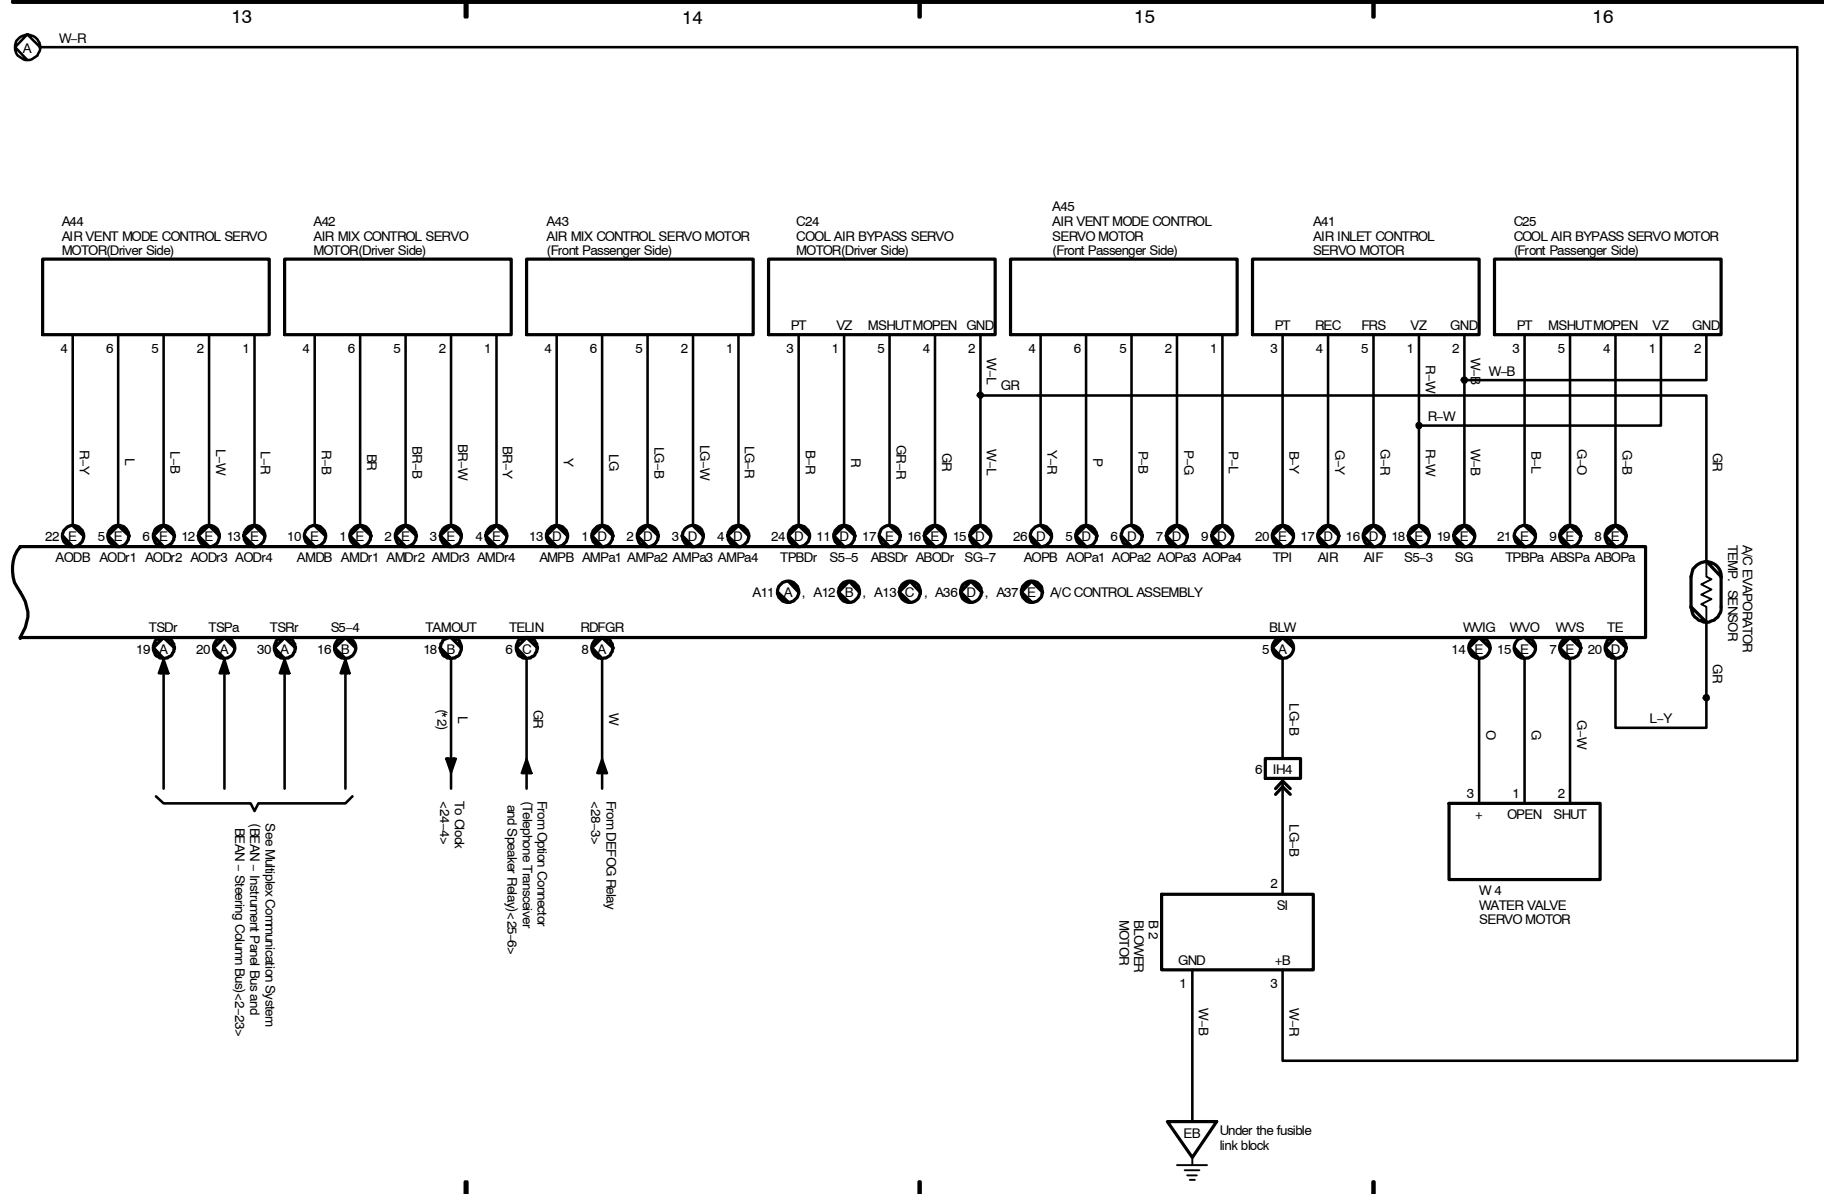 13 14 15 16
A W–R
A44
AIR VENT MODE CONTROL SERVO
MOTOR(Driver Side)
A42
AIR MIX CONTROL SERVO
MOTOR(Driver Side)
A43
AIR MIX CONTROL SERVO MOTOR
(Front Passenger Side)
C24
COOL AIR BYPASS SERVO
MOTOR(Driver Side)
A45
AIR VENT MODE CONTROL
SERVO MOTOR
(Front Passenger Side)
A41
AIR INLET CONTROL
SERVO MOTOR
C25
COOL AIR BYPASS SERVO MOTOR
(Front Passenger Side)
PT VZ MSHUT MOPEN GND PT REC FRS VZ GND PT MSHUT MOPEN VZ GND
4 6 5 2 1 4 6 5 2 1 4 6 5 2 1 3 1 5 4 2 4 6 5 2 1 3 4 5 1 2 3 5 4 1 2
W–L R–W W–B W–B
GR
R–W
R–Y L L–B L–W L–R R–B BR BR–B BR–W BR–Y Y LG LG–B LG–W LG–R B–R R GR–R GR W–L Y–R P P–B P–G P–L B–Y G–Y G–R R–W W–B B–L G–O G–B GR
22 E 5 E 6 E 12 E 13 E 10 E 1 E 2 E 3 E 4 E 13 D 1 D 2 D 3 D 4 D 24 D 11 D 17 E 16 E 15 D 26 D 5 D 6 D 7 D 9 D 20 E 17 D 16 D 18 E 19 E 21 E 9 E 8 E
AODB AODr1 AODr2 AODr3 AODr4 AMDB AMDr1 AMDr2 AMDr3 AMDr4 AMPB AMPa1 AMPa2 AMPa3 AMPa4 TPBDr S5–5 ABSDr ABODr SG–7 AOPB AOPa1 AOPa2 AOPa3 AOPa4 TPI AIR AIF S5–3 SG TPBPa ABSPa ABOPa
A11 A , A12 B , A13 C , A36 D , A37 E A/C CONTROL ASSEMBLY
A/C EVAPORATOR
TEMP. SENSOR
TSDr TSPa TSRr S5–4 TAMOUT TELIN RDFGR BLW WVIG WVO WVS TE
19 A 20 A 30 A 16 B 18 B 6 C 8 A 5 A 14 E 15 E 7 E 20 D
GR
L
(*2)
GR
W
LG–B
O
G
G–W
L–Y
6 IH4
LG–B
See Multiplex Communication System
(BEAN – Instrument Panel Bus and
BEAN – Steering Column Bus)<2–23>
To Clock
<24–4>
From Option Connector
(Telephone Transceiver
and Speaker Relay)<25–6>
From DEFOG Relay
<28–3>
3 1 2
+ OPEN SHUT
W 4
WATER VALVE
SERVO MOTOR
2
SI
B 2
BLOWER
MOTOR
GND +B
1 3
W–B W–R
EB Under the fusible
link block